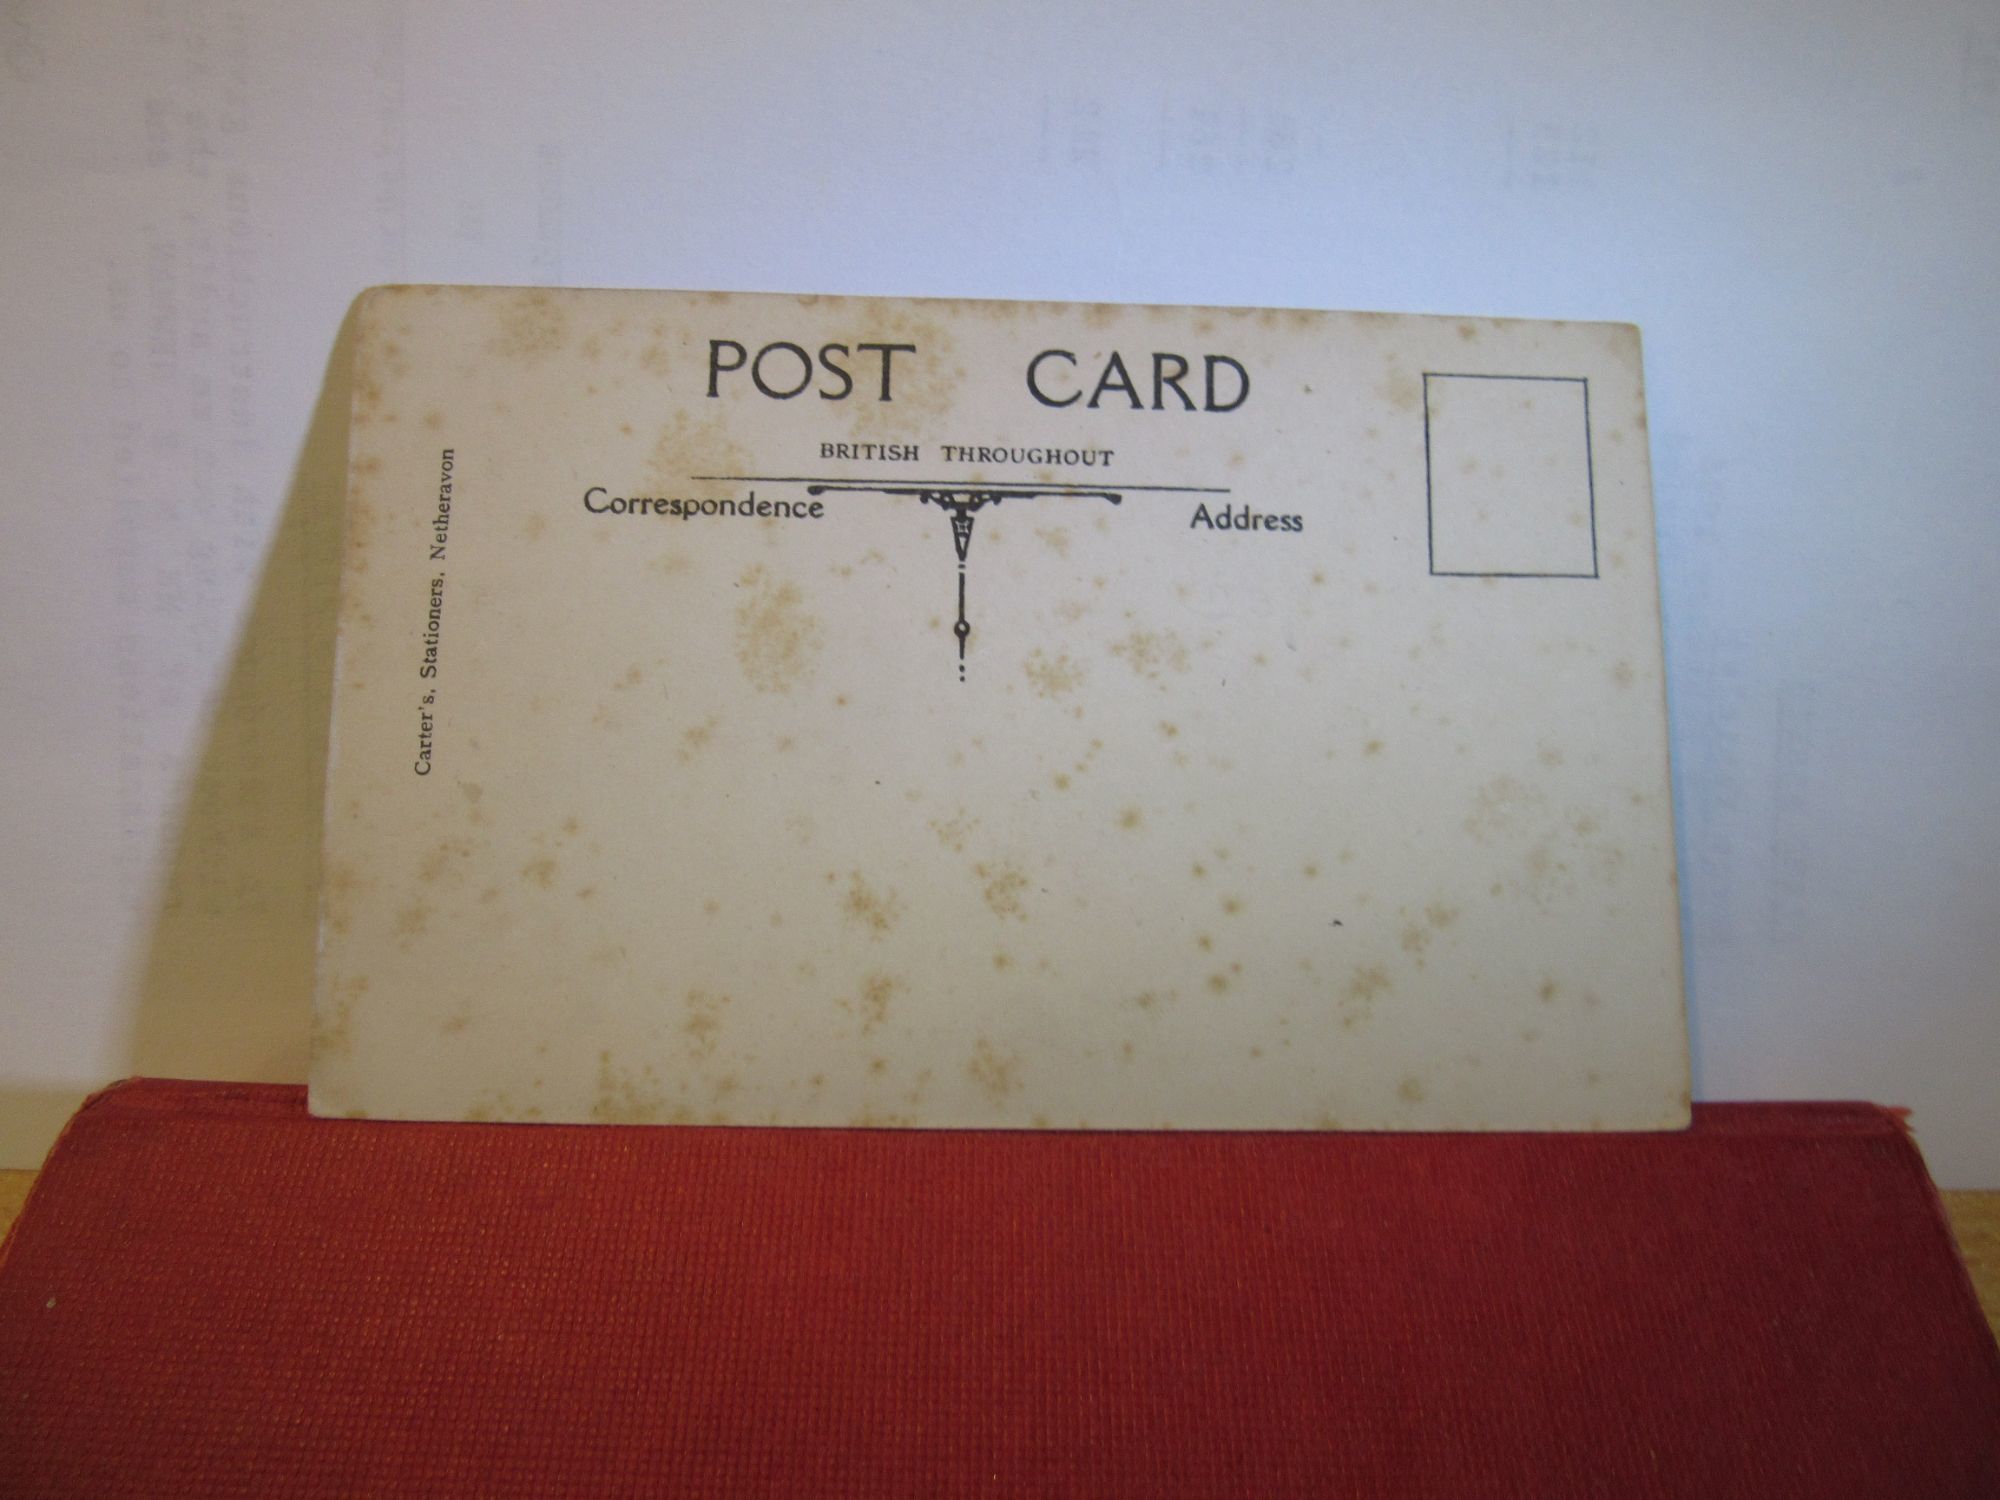 POST CARD
BRITISH THROUGHOUT
Correspondence
Address
Carter's, Stationers, Netheravon